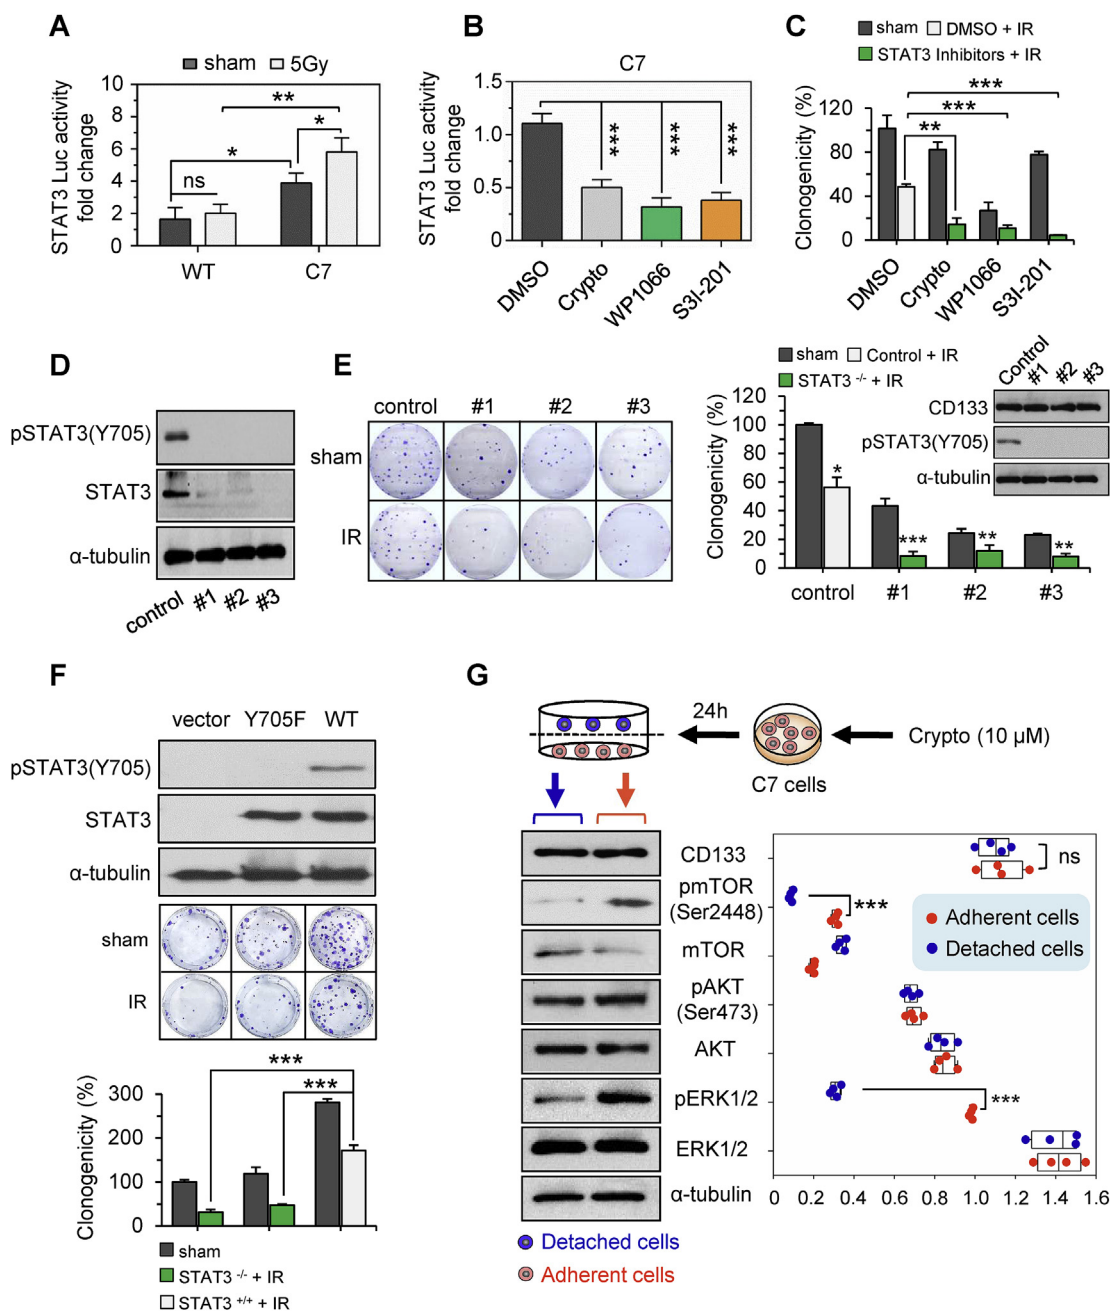 A
sham 5Gy
STAT3 Luc activity
fold change
10
8
6
4
2
0
**
*
*
ns
WT C7
B
C7
STAT3 Luc activity
fold change
1.5
1.0
0.5
0
***
***
***
DMSO
Crypto
WP1066
S3I-201
C
sham DMSO + IR
STAT3 Inhibitors + IR
Clonogenicity (%)
120
80
40
0
***
***
**
DMSO
Crypto
WP1066
S3I-201
D
pSTAT3(Y705)
STAT3
α-tubulin
control
#1
#2
#3
E
control #1 #2 #3
sham
IR
sham Control + IR
STAT3 -/- + IR
Clonogenicity (%)
120
100
80
60
40
20
0
*
***
**
**
control #1 #2 #3
Control
#1
#2
#3
CD133
pSTAT3(Y705)
α-tubulin
F
vector Y705F WT
pSTAT3(Y705)
STAT3
α-tubulin
sham
IR
Clonogenicity (%)
300
200
100
0
***
***
sham
STAT3 -/- + IR
STAT3 +/+ + IR
G
24h
C7 cells
Crypto (10 µM)
CD133
pmTOR
(Ser2448)
mTOR
pAKT
(Ser473)
AKT
pERK1/2
ERK1/2
α-tubulin
Detached cells
Adherent cells
ns
***
Adherent cells
Detached cells
***
0 0.2 0.4 0.6 0.8 1.0 1.2 1.4 1.6